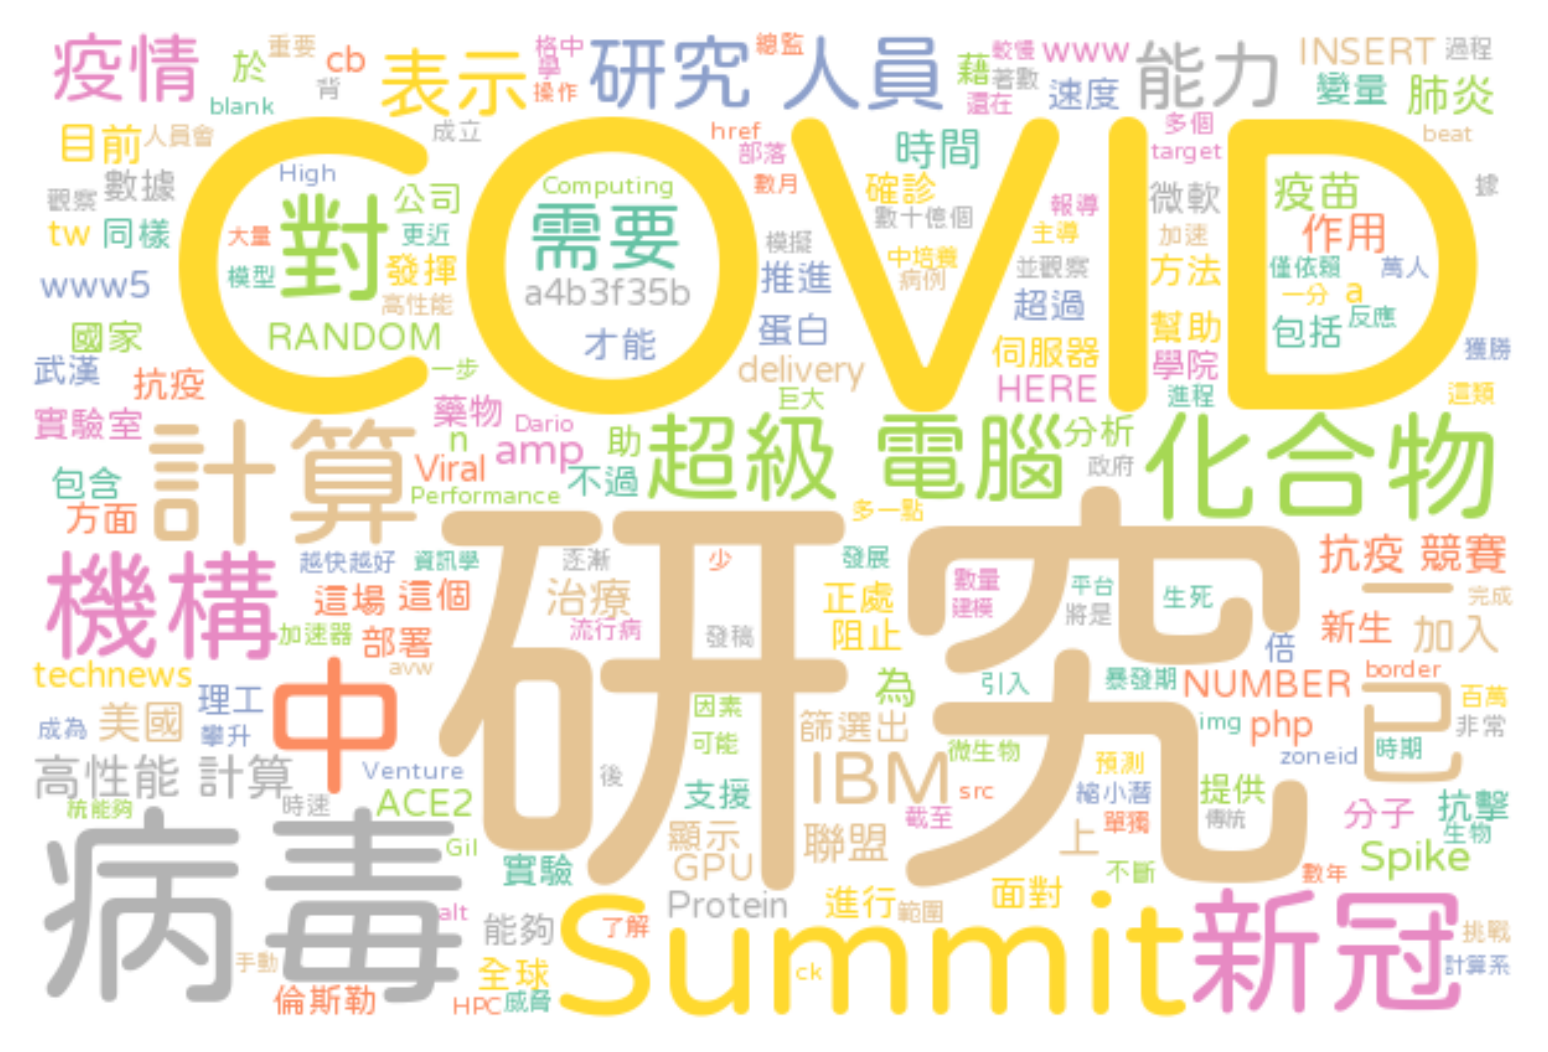 疫情
於
重要
cb
背
blank
表示
格中
學
操作
研究 人員
總監
藉
較慢
著數
還在
www
速度
能力
INSERT
過程
變量
肺炎
目前
人員會
成立
href
部落
數月
時間
多個
target
beat
觀察
數據
High
公司
Computing
確診
數十億個
報導
微軟
疫苗
據
tw
同樣
大量
對
更近
需要
模擬
中培養
病例
主導
並觀察
加速
作用
www5
模型
發揮
高性能
a4b3f35b
推進
超過
方法
僅依賴
萬人
一分
a
COVID
國家
RANDOM
才能
蛋白
伺服器
幫助
包括
反應
獲勝
武漢
抗疫
一步
delivery
HERE
學院
進程
這類
實驗室
藥物
n
Dario
amp
助
巨大
超級 電腦
分析
政府
化合物
計算
Viral
Performance
不過
包含
方面
多一點
機構
越快越好
資訊學
逐漸
少
發展
數量
建模
平台
將是
生死
抗疫 競賽
一
完成
這場
這個
治療
流行病
發稿
正處
阻止
倍
新生
加入
加速器
部署
avw
研究
technews
理工
中
因素
為
引入
暴發期
NUMBER
border
已
百萬
成為
美國
攀升
可能
篩選出
微生物
img
php
非常
高性能 計算
Venture
後
IBM
預測
zoneid
時期
統能夠
時速
ACE2
支援
src
截至
縮小潛
單獨
提供
傳統
分子
抗擊
生物
病毒
Gil
實驗
顯示
GPU
聯盟
上
不斷
Spike
數年
alt
能夠
Protein
進行
範圍
面對
新冠
挑戰
手動
全球
Summit
了解
ck
計算系
倫斯勒
HPC
威脅